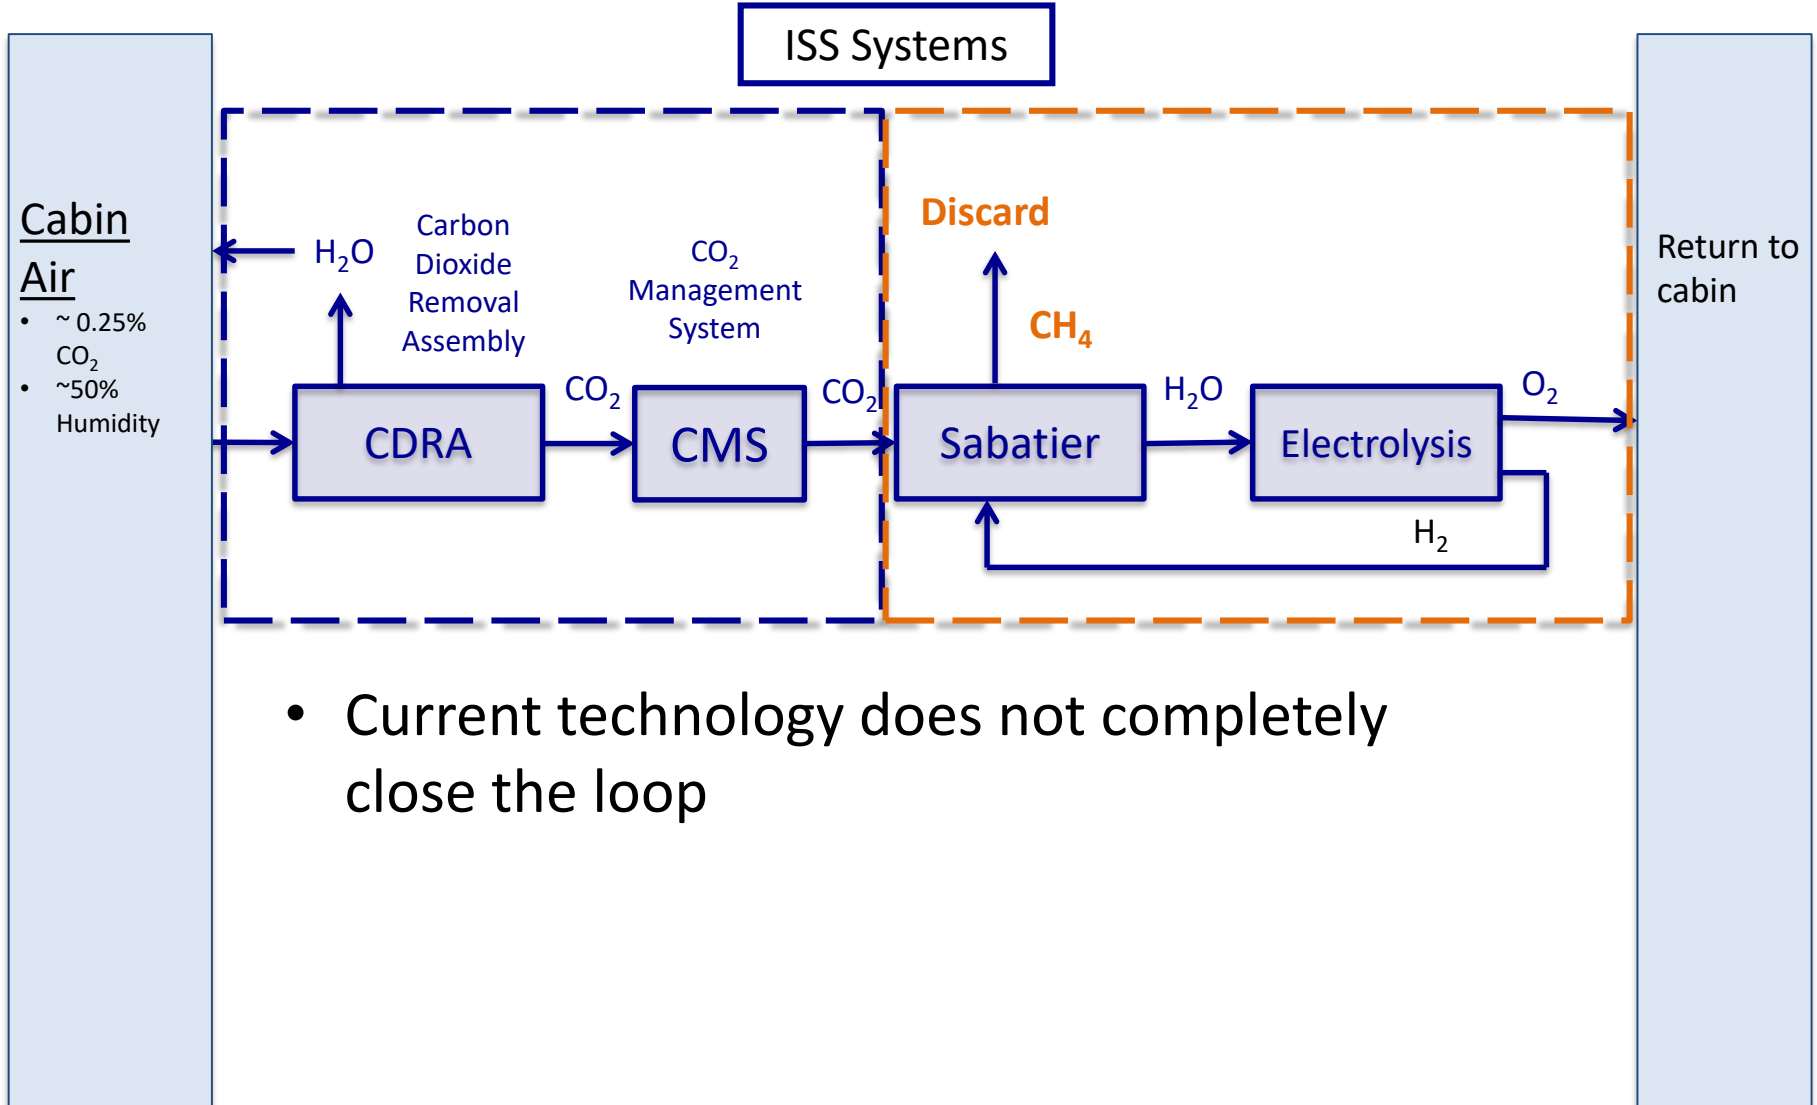 ISS Systems
Cabin
Air
• ~ 0.25%
CO₂
• ~50%
Humidity
H₂O
Carbon
Dioxide
Removal
Assembly
CO₂
Management
System
Discard
CH₄
CDRA
CO₂
CMS
CO₂
Sabatier
H₂O
Electrolysis
O₂
H₂
Return to
cabin
• Current technology does not completely
close the loop